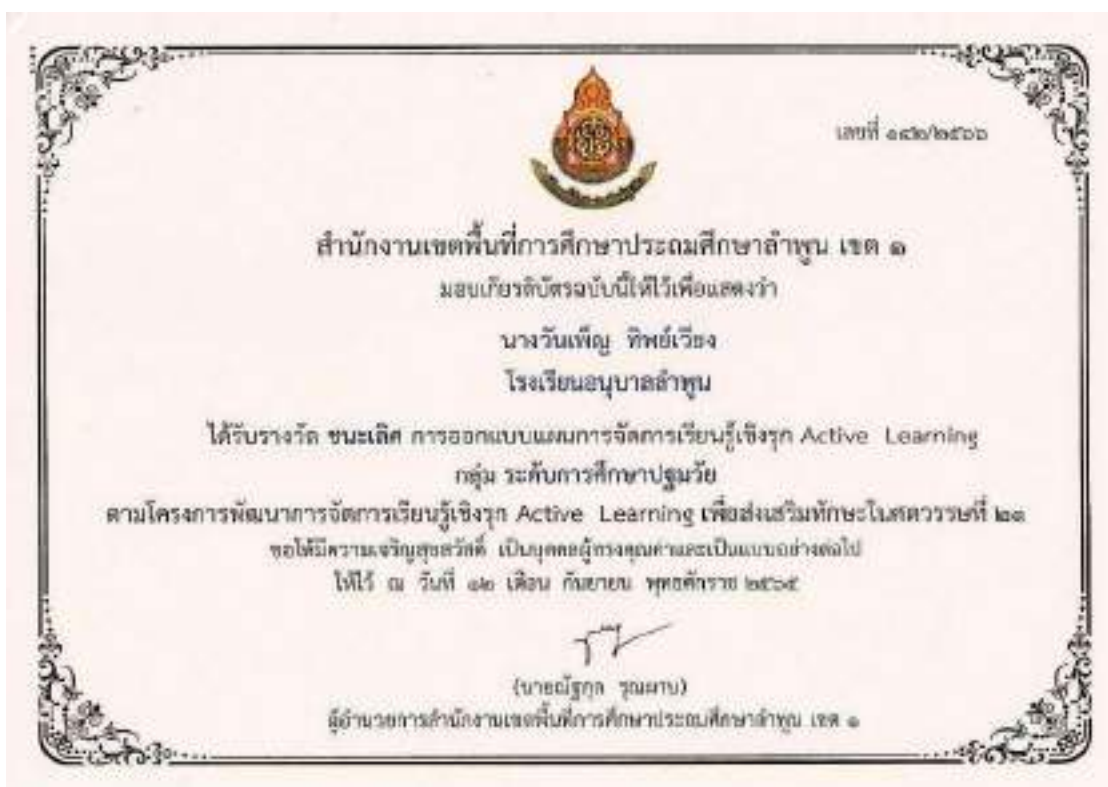 เลขที่ ๑๔๒/๒๕๖๖
สำนักงานเขตพื้นที่การศึกษาประถมศึกษาลำพูน เขต ๑
มอบเกียรติบัตรฉบับนี้ให้ไว้เพื่อแสดงว่า
นางวันเพ็ญ ทิพย์เวียง
โรงเรียนอนุบาลลำพูน
ได้รับรางวัล ชนะเลิศ การออกแบบแผนการจัดการเรียนรู้เชิงรุก Active Learning
กลุ่ม ระดับการศึกษาปฐมวัย
ตามโครงการพัฒนาการจัดการเรียนรู้เชิงรุก Active Learning เพื่อส่งเสริมทักษะในศตวรรษที่ ๒๑
ขอให้มีความเจริญสุขสวัสดิ์ เป็นบุคคลผู้ทรงคุณค่าและเป็นแบบอย่างต่อไป
ให้ไว้ ณ วันที่ ๑๒ เดือน กันยายน พุทธศักราช ๒๕๖๕
(นายณัฐกุล รุณผาบ)
ผู้อำนวยการสำนักงานเขตพื้นที่การศึกษาประถมศึกษาลำพูน เขต ๑